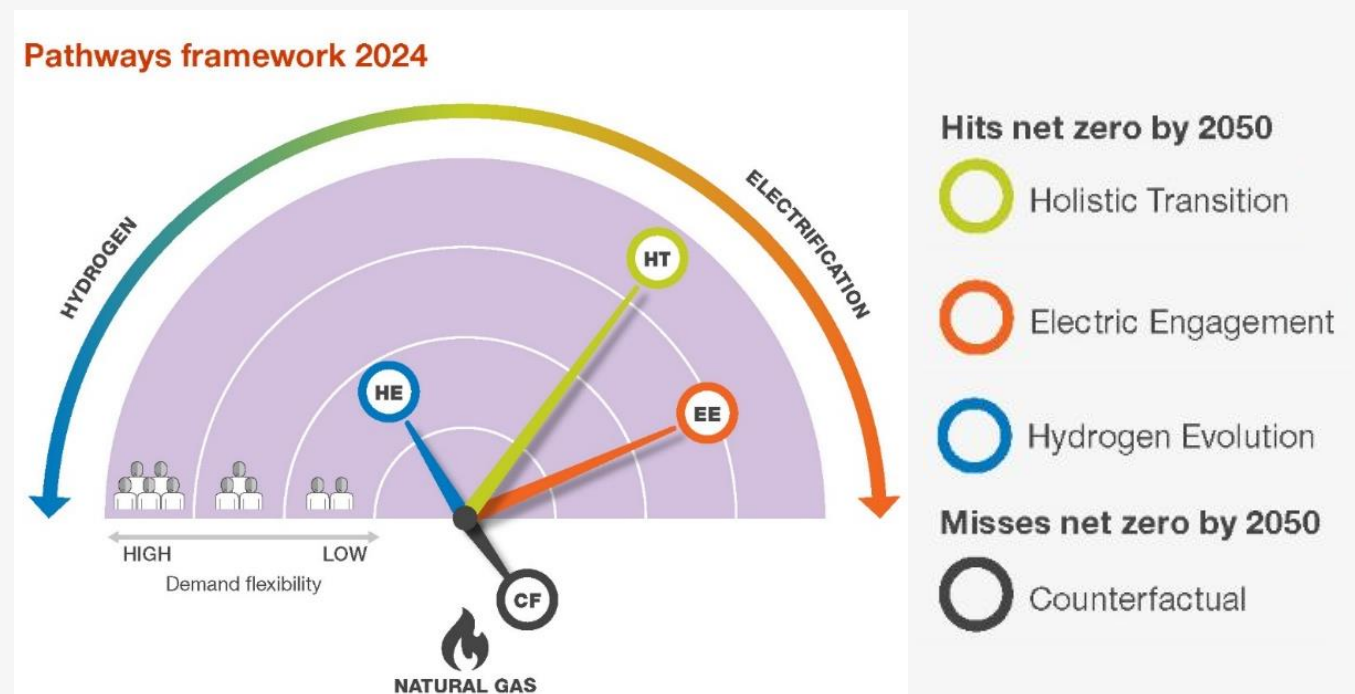 Pathways framework 2024
HYDROGEN
ELECTRIFICATION
HT
HE
EE
HIGH
LOW
Demand flexibility
CF
NATURAL GAS
Hits net zero by 2050
Holistic Transition
Electric Engagement
Hydrogen Evolution
Misses net zero by 2050
Counterfactual